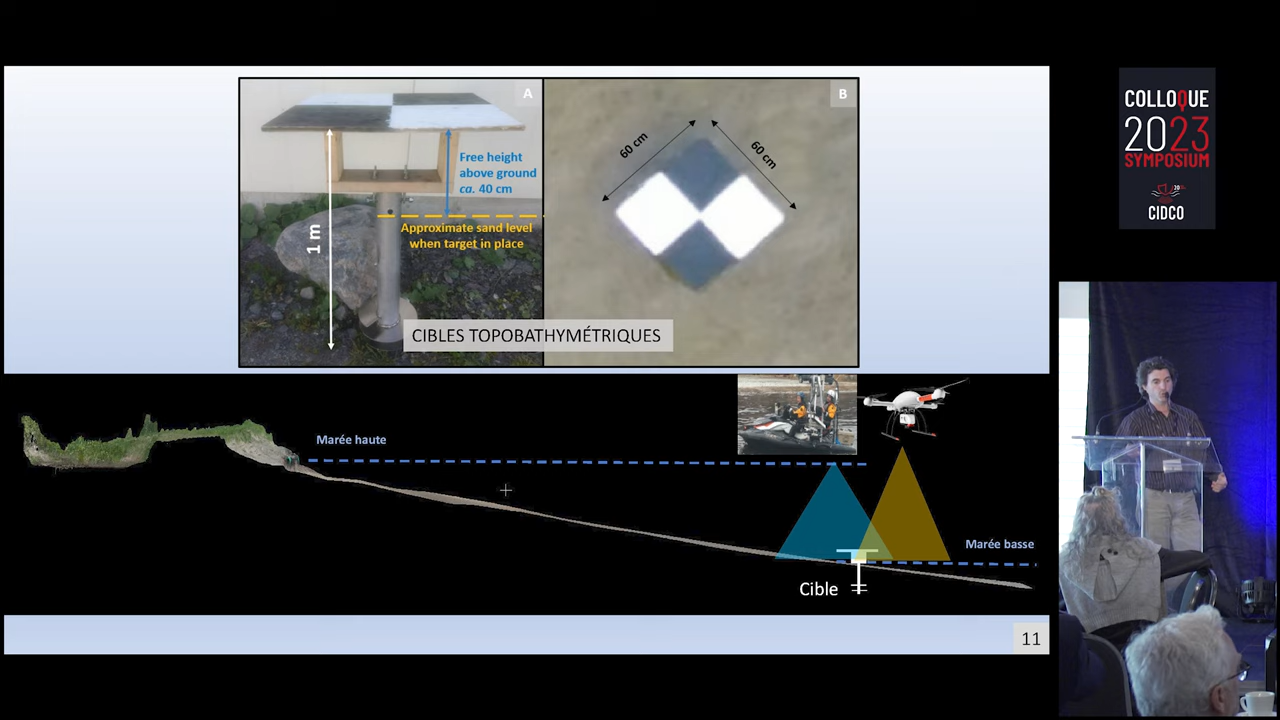 A
B
Free height
above ground
ca. 40 cm
Approximate sand level
when target in place
1 m
60 cm
60 cm
CIBLES TOPOBATHYMÉTRIQUES
Marée haute
Marée basse
Cible
11
COLLOQUE
2023
SYMPOSIUM
CIDCO